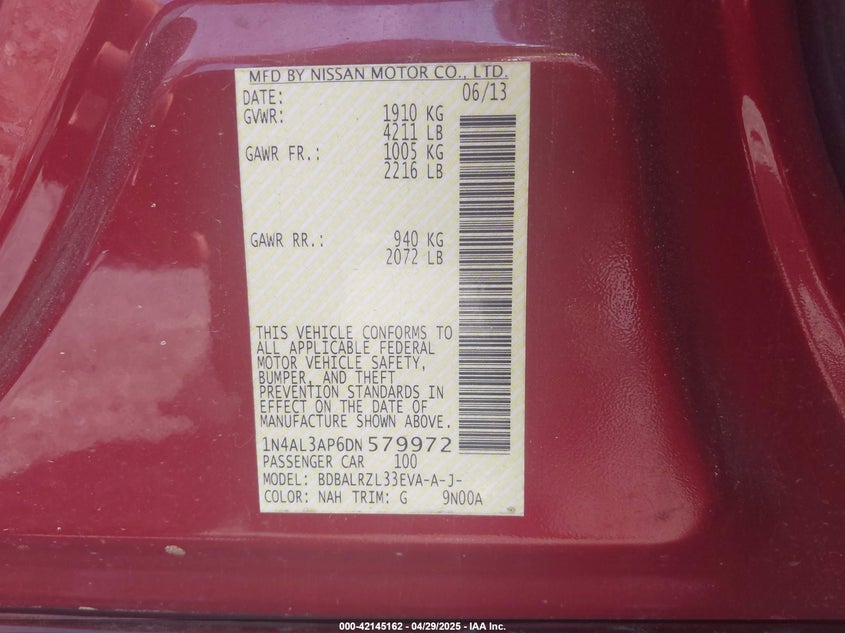 MFD BY NISSAN MOTOR CO., LTD.
DATE: 06/13
GVWR: 1910 KG
4211 LB
GAWR FR.: 1005 KG
2216 LB
GAWR RR.: 940 KG
2072 LB
THIS VEHICLE CONFORMS TO
ALL APPLICABLE FEDERAL
MOTOR VEHICLE SAFETY,
BUMPER, AND THEFT
PREVENTION STANDARDS IN
EFFECT ON THE DATE OF
MANUFACTURE SHOWN ABOVE.
1N4AL3AP6DN 579972
PASSENGER CAR 100
MODEL: BDBALRZL33EVA-A-J-
COLOR: NAH TRIM: G 9N00A
000-42145162 - 04/29/2025 - IAA Inc.